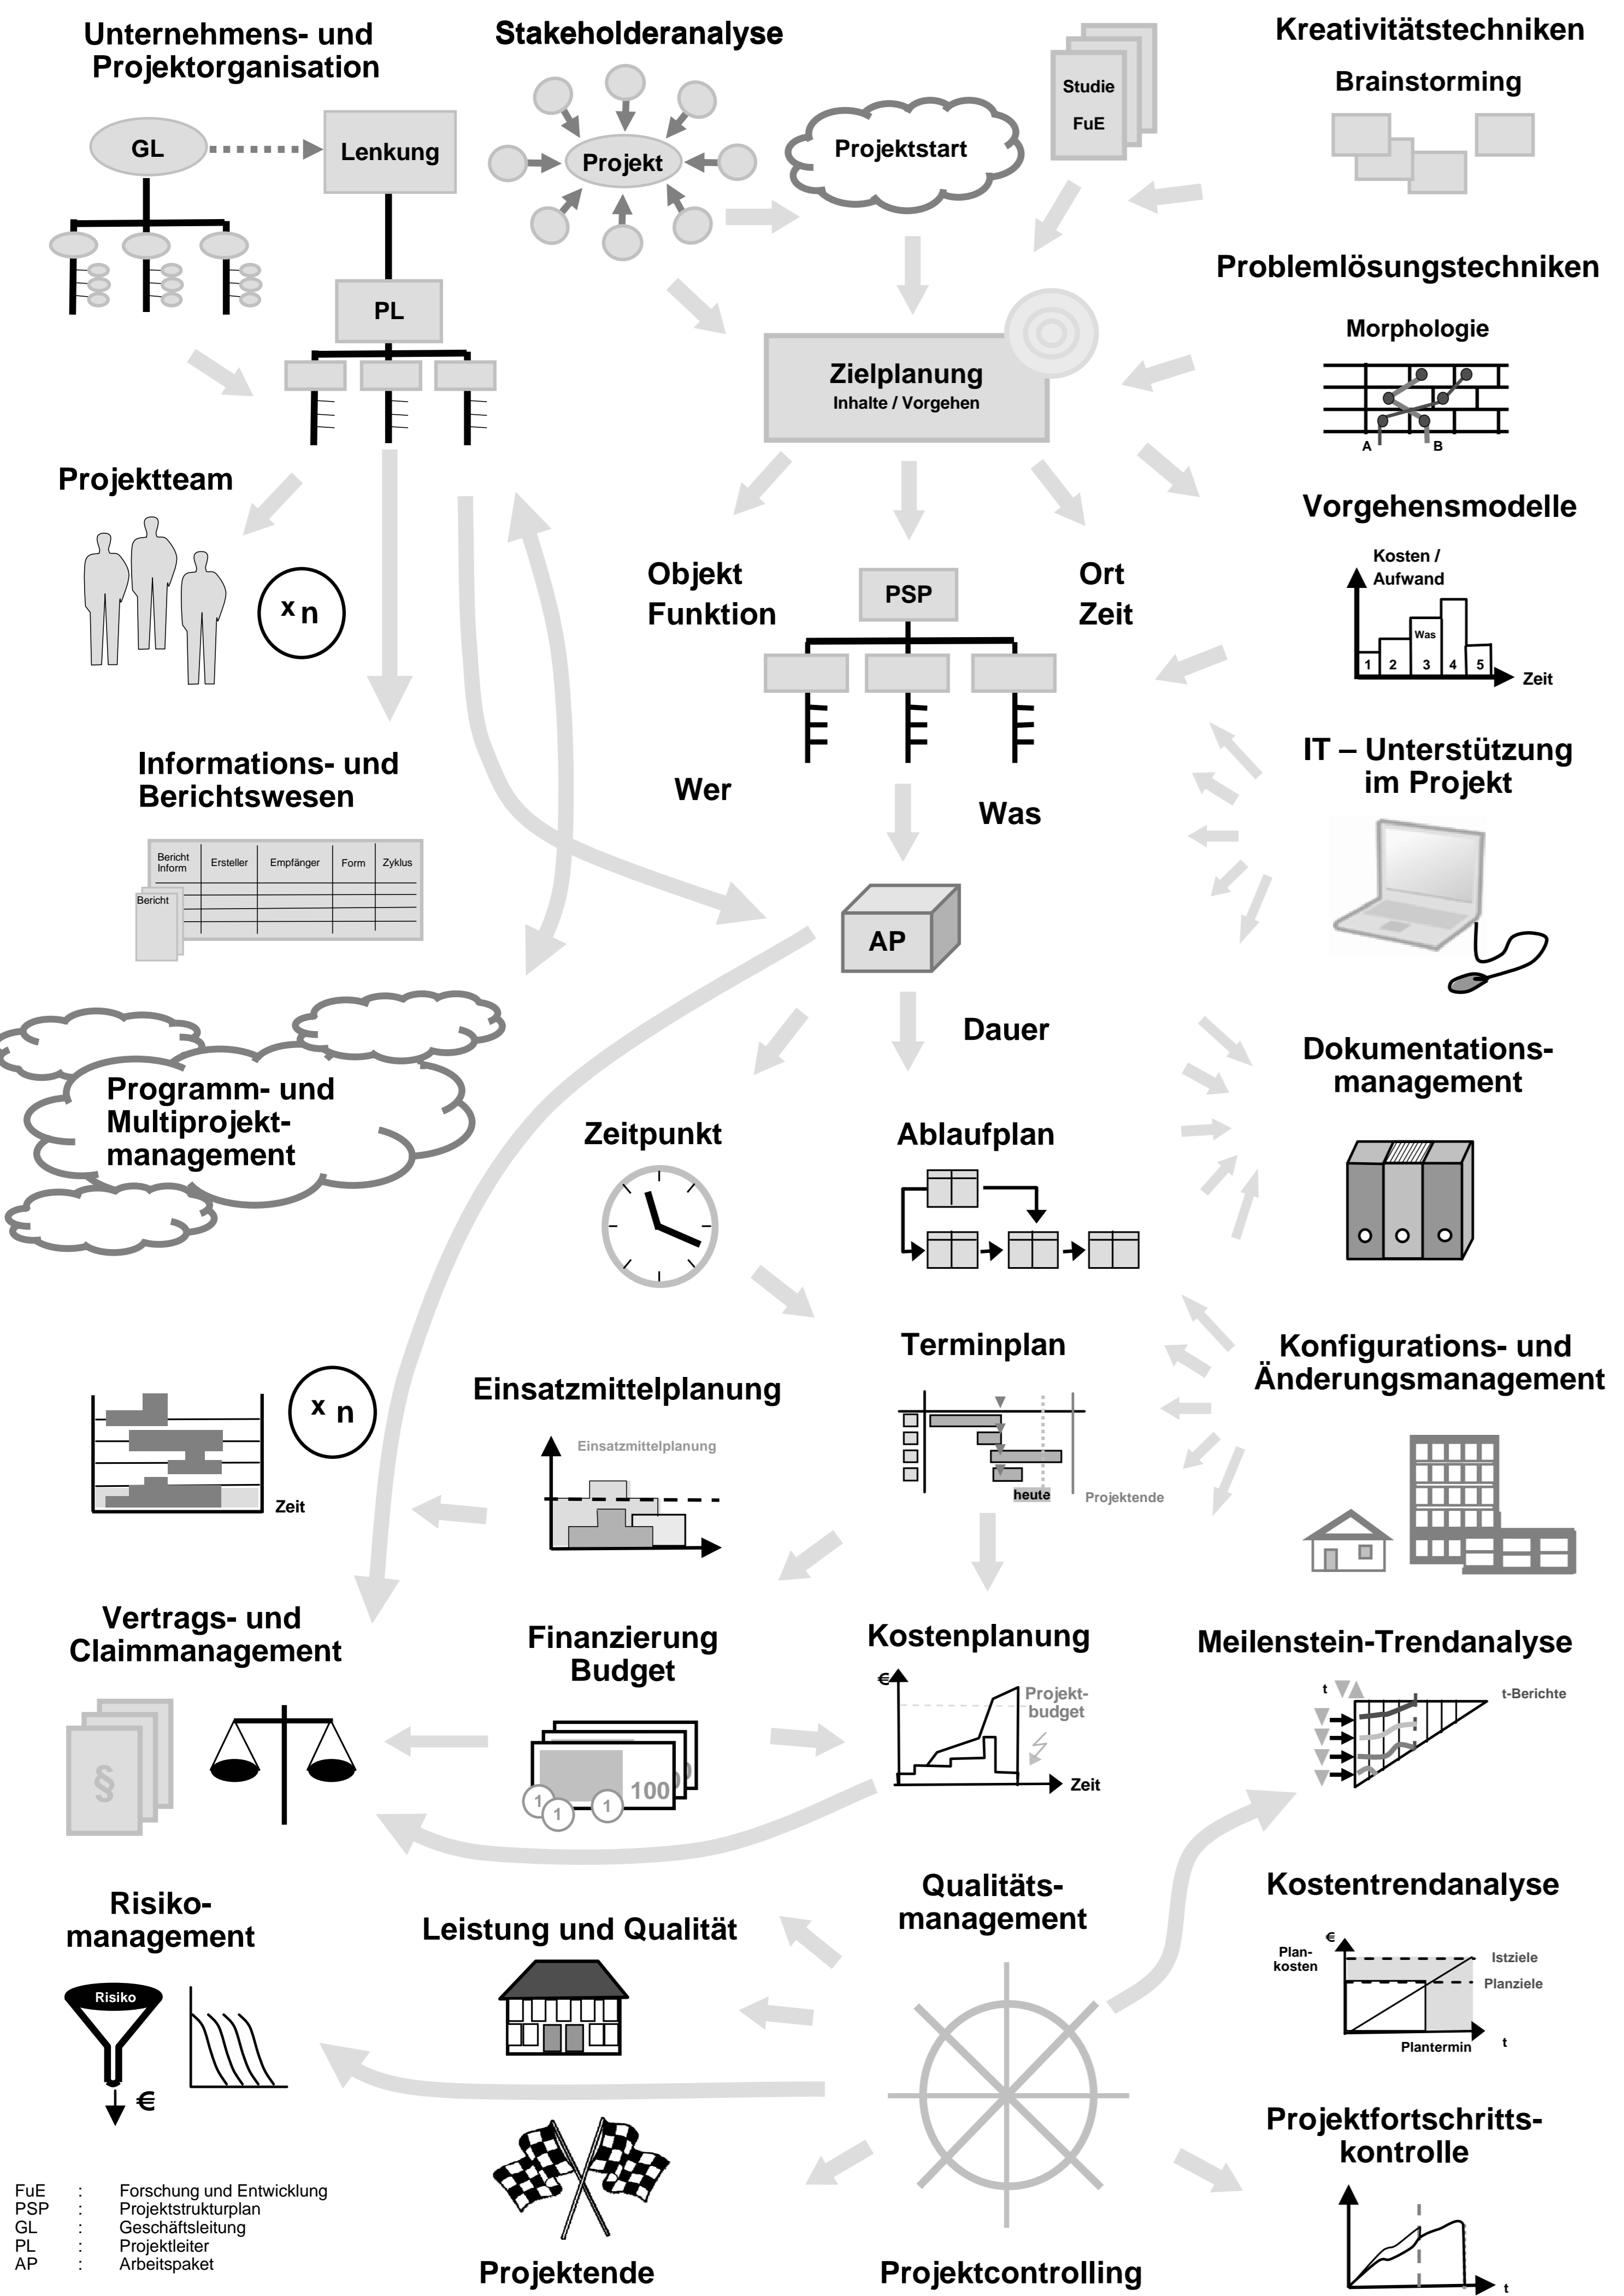 Unternehmens- und
Projektorganisation
GL
Lenkung
PL
Stakeholderanalyse
Projekt
Projektstart
Studie
FuE
Kreativitätstechniken
Brainstorming
Zielplanung
Inhalte / Vorgehen
Problemlösungstechniken
Morphologie
A B
Projektteam
x n
Objekt
Funktion
PSP
Ort
Zeit
Vorgehensmodelle
Kosten /
Aufwand
Was
1 2 3 4 5
Zeit
Informations- und
Berichtswesen
Bericht
Inform
Ersteller
Empfänger
Form
Zyklus
Bericht
Wer
Was
AP
IT – Unterstützung
im Projekt
Programm- und
Multiprojekt-
management
Dauer
Dokumentations-
management
Zeitpunkt
Ablaufplan
x n
Zeit
Einsatzmittelplanung
Einsatzmittelplanung
Terminplan
heute
Projektende
Konfigurations- und
Änderungsmanagement
Vertrags- und
Claimmanagement
§
Finanzierung
Budget
100
1
1
1
Kostenplanung
€
Projekt-
budget
Zeit
Meilenstein-Trendanalyse
t
t-Berichte
Risiko-
management
Risiko
€
Leistung und Qualität
Qualitäts-
management
Kostentrendanalyse
€
Plan-
kosten
Istziele
Planziele
Plantermin
t
Projektfortschritts-
kontrolle
t
FuE : Forschung und Entwicklung
PSP : Projektstrukturplan
GL : Geschäftsleitung
PL : Projektleiter
AP : Arbeitspaket
Projektende
Projektcontrolling